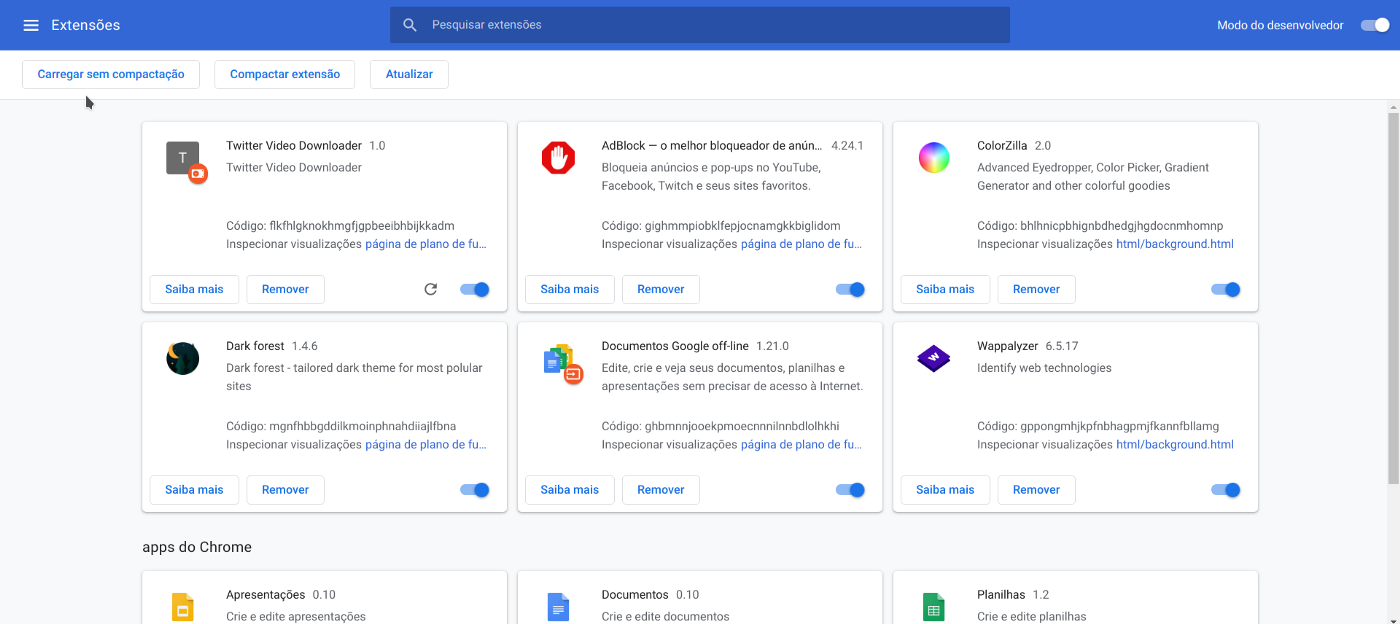 Extensões
Pesquisar extensões
Modo do desenvolvedor
Carregar sem compactação
Compactar extensão
Atualizar
T
Twitter Video Downloader 1.0
Twitter Video Downloader
Código: flkfhlgknokhmgfjgpbeeibhbijkkadm
Inspecionar visualizações página de plano de fu...
Saiba mais
Remover
AdBlock — o melhor bloqueador de anún... 4.24.1
Bloqueia anúncios e pop-ups no YouTube,
Facebook, Twitch e seus sites favoritos.
Código: gighmmpiobklfepjocnamgkkbiglidom
Inspecionar visualizações página de plano de fu...
Saiba mais
Remover
ColorZilla 2.0
Advanced Eyedropper, Color Picker, Gradient
Generator and other colorful goodies
Código: bhlhnicpbhignbdhedgjhgdocnmhomnp
Inspecionar visualizações html/background.html
Saiba mais
Remover
Dark forest 1.4.6
Dark forest - tailored dark theme for most polular
sites
Código: mgnfhbbgddilkmoinphnahdiiajlfbna
Inspecionar visualizações página de plano de fu...
Saiba mais
Remover
Documentos Google off-line 1.21.0
Edite, crie e veja seus documentos, planilhas e
apresentações sem precisar de acesso à Internet.
Código: ghbmnnjooekpmoecnnnilnnbdlolhkhi
Inspecionar visualizações página de plano de fu...
Saiba mais
Remover
W
Wappalyzer 6.5.17
Identify web technologies
Código: gppongmhjkpfnbhagpmjfkannfbllamg
Inspecionar visualizações html/background.html
Saiba mais
Remover
apps do Chrome
Apresentações 0.10
Crie e edite apresentações
Documentos 0.10
Crie e edite documentos
Planilhas 1.2
Crie e edite planilhas